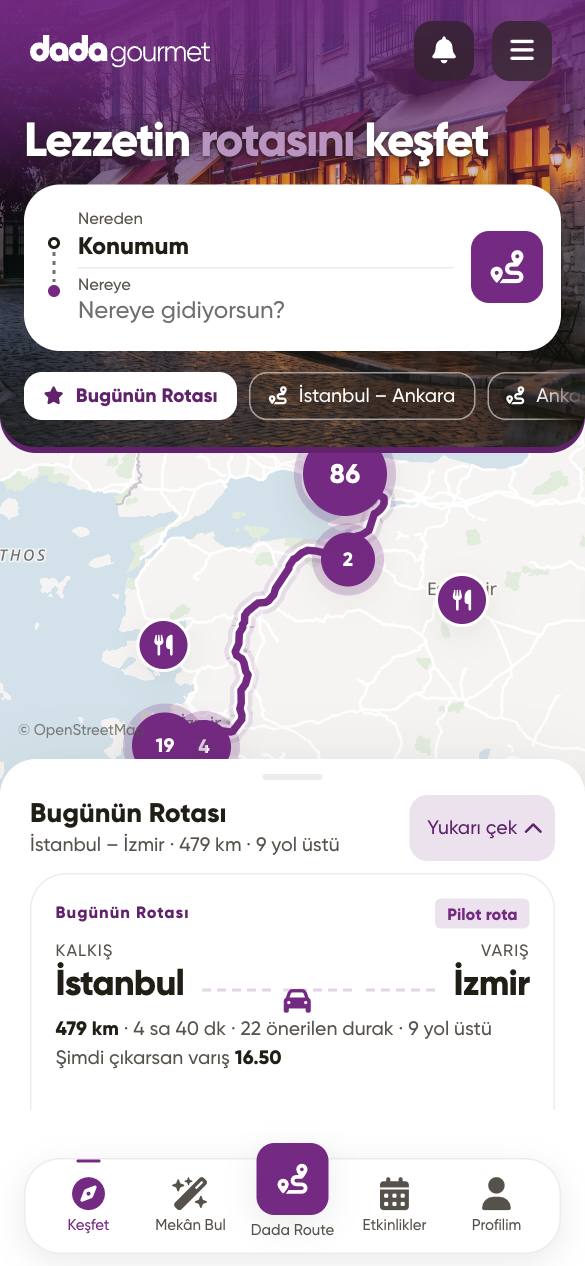 dada gourmet
Lezzetin rotasını keşfet
Nereden
Konumum
Nereye
Nereye gidiyorsun?
Bugünün Rotası
İstanbul – Ankara
86
2
THOS
19
4
© OpenStreetMap
Bugünün Rotası
İstanbul – İzmir · 479 km · 9 yol üstü
Yukarı çek
Bugünün Rotası
Pilot rota
KALKIŞ
VARIŞ
İstanbul
İzmir
479 km · 4 sa 40 dk · 22 önerilen durak · 9 yol üstü
Şimdi çıkarsan varış 16.50
Keşfet
Mekân Bul
Dada Route
Etkinlikler
Profilim